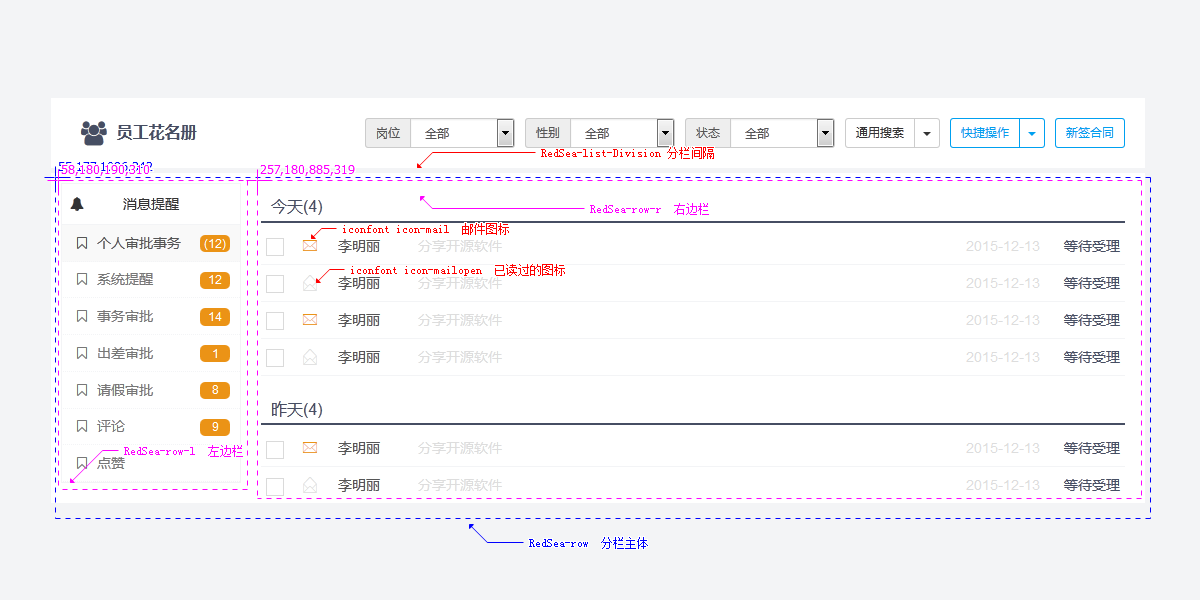 员工花名册
岗位 全部 性别 全部 状态 全部 通用搜索 快捷操作 新签合同
RedSea-list-Division 分栏间隔
58,180,190,310
257,180,885,319
消息提醒
今天(4)
RedSea-row-r 右边栏
iconfont icon-mail 邮件图标
个人审批事务 (12)
李明丽 分享开源软件 2015-12-13 等待受理
iconfont icon-mailopen 已读过的图标
系统提醒 12
李明丽 分享开源软件 2015-12-13 等待受理
事务审批 14
李明丽 分享开源软件 2015-12-13 等待受理
出差审批 1
李明丽 分享开源软件 2015-12-13 等待受理
请假审批 8
昨天(4)
评论 9
李明丽 分享开源软件 2015-12-13 等待受理
RedSea-row-l 左边栏
点赞
李明丽 分享开源软件 2015-12-13 等待受理
RedSea-row 分栏主体